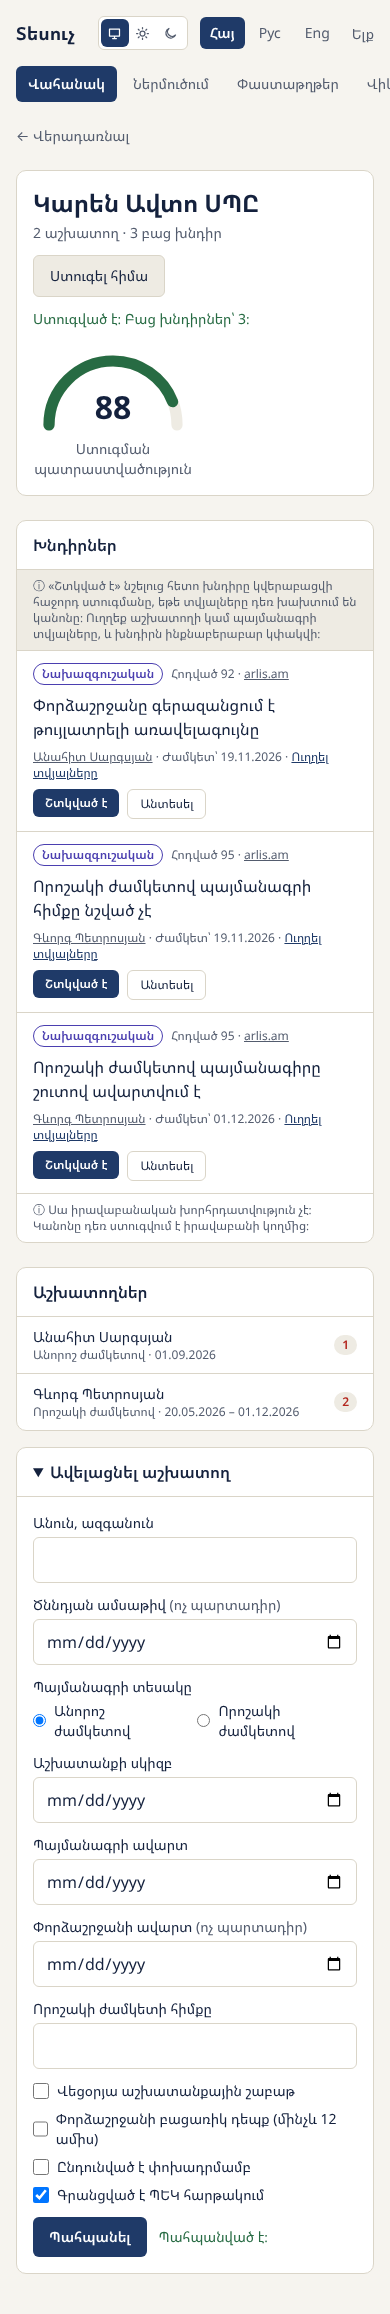 Տեսուչ Հայ Рус Eng Ելք
Վահանակ Ներմուծում Փաստաթղթեր
← Վերադառնալ
Կարեն Ավտո ՍՊԸ
2 աշխատող · 3 բաց խնդիր
Ստուգել հիմա
Ստուգված է: Բաց խնդիրներ՝ 3:
88
Ստուգման
պատրաստվածություն
Խնդիրներ
ⓘ «Շտկված է» նշելուց հետո խնդիրը կվերաբացվի
հաջորդ ստուգմանը, եթե տվյալները դեռ խախտում են
կանոնը: Ուղղեք աշխատողի կամ պայմանագրի
տվյալները, և խնդիրն ինքնաբերաբար կփակվի:
Նախազգուշական Հոդված 92 · arlis.am
Փորձաշրջանը գերազանցում է
թույլատրելի առավելագույնը
Անահիտ Սարգսյան · Ժամկետ՝ 19.11.2026 · Ուղղել
տվյալները
Շտկված է Անտեսել
Նախազգուշական Հոդված 95 · arlis.am
Որոշակի ժամկետով պայմանագրի
հիմքը նշված չէ
Գևորգ Պետրոսյան · Ժամկետ՝ 19.11.2026 · Ուղղել
տվյալները
Շտկված է Անտեսել
Նախազգուշական Հոդված 95 · arlis.am
Որոշակի ժամկետով պայմանագիրը
շուտով ավարտվում է
Գևորգ Պետրոսյան · Ժամկետ՝ 01.12.2026 · Ուղղել
տվյալները
Շտկված է Անտեսել
ⓘ Սա իրավաբանական խորհրդատվություն չէ:
Կանոնը դեռ ստուգվում է իրավաբանի կողմից:
Աշխատողներ
Անահիտ Սարգսյան 1
Անորոշ ժամկետով · 01.09.2026
Գևորգ Պետրոսյան 2
Որոշակի ժամկետով · 20.05.2026 – 01.12.2026
▼ Ավելացնել աշխատող
Անուն, ազգանուն
Ծննդյան ամսաթիվ (ոչ պարտադիր)
mm/dd/yyyy
Պայմանագրի տեսակը
Անորոշ Որոշակի
ժամկետով ժամկետով
Աշխատանքի սկիզբ
mm/dd/yyyy
Պայմանագրի ավարտ
mm/dd/yyyy
Փորձաշրջանի ավարտ (ոչ պարտադիր)
mm/dd/yyyy
Որոշակի ժամկետի հիմքը
Վեցօրյա աշխատանքային շաբաթ
Փորձաշրջանի բացառիկ դեպք (մինչև 12
ամիս)
Ընդունված է փոխադրմամբ
Գրանցված է ՊԵԿ հարթակում
Պահպանել Պահպանված է: